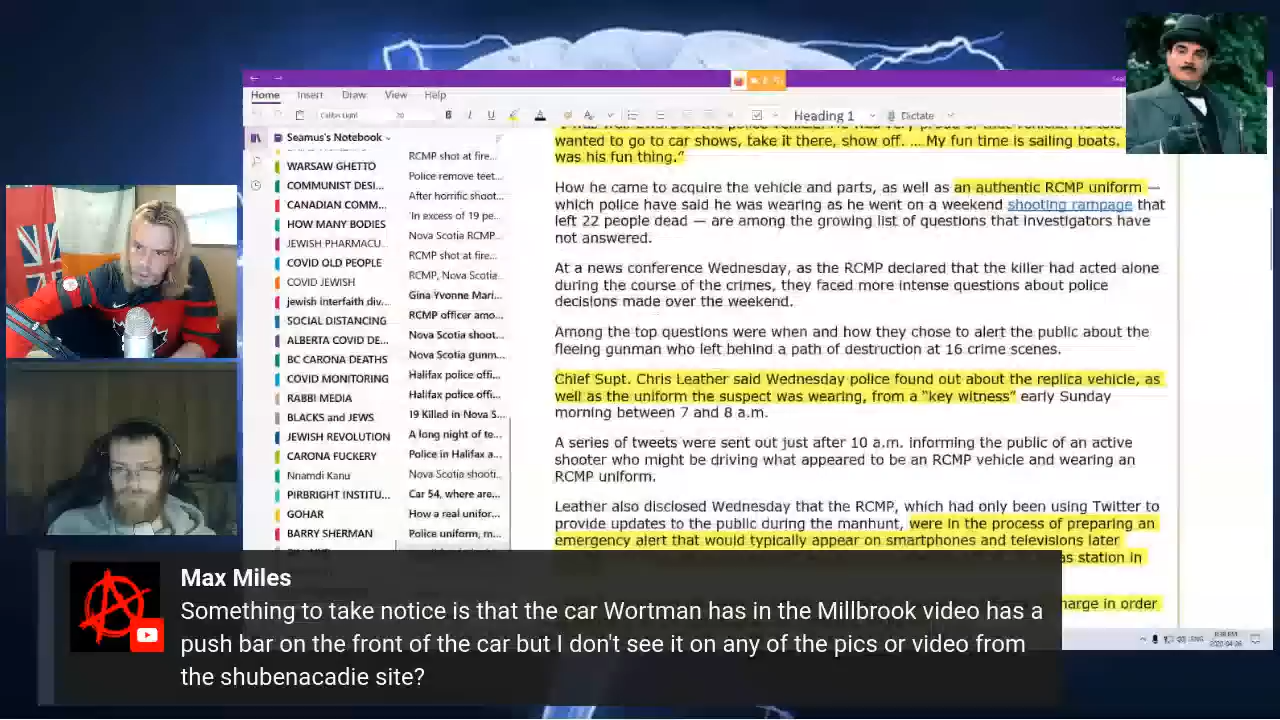 Home Insert Draw View Help
Calibri Light 20 B I U A Heading 1 Dictate
Seamus's Notebook
WARSAW GHETTO
COMMUNIST DESI...
CANADIAN COMM...
HOW MANY BODIES
JEWISH PHARMACU...
COVID OLD PEOPLE
COVID JEWISH
jewish interfaith div...
SOCIAL DISTANCING
ALBERTA COVID DE...
BC CARONA DEATHS
COVID MONITORING
RABBI MEDIA
BLACKS and JEWS
JEWISH REVOLUTION
CARONA FUCKERY
Nnamdi Kanu
PIRBRIGHT INSTITU...
GOHAR
BARRY SHERMAN
RCMP shot at fire...
Police remove teet...
After horrific shoot...
'In excess of 19 pe...
Nova Scotia RCMP...
RCMP shot at fire...
RCMP, Nova Scotia...
Gina Yvonne Mari...
RCMP officer amo...
Nova Scotia shoot...
Nova Scotia gunm...
Halifax police offi...
Halifax police offi...
19 Killed in Nova S...
A long night of te...
Police in Halifax a...
Nova Scotia shooti...
Car 54, where are...
How a real unifor...
Police uniform, m...
wanted to go to car shows, take it there, show off. ... My fun time is sailing boats.
was his fun thing."
How he came to acquire the vehicle and parts, as well as an authentic RCMP uniform —
which police have said he was wearing as he went on a weekend shooting rampage that
left 22 people dead — are among the growing list of questions that investigators have
not answered.
At a news conference Wednesday, as the RCMP declared that the killer had acted alone
during the course of the crimes, they faced more intense questions about police
decisions made over the weekend.
Among the top questions were when and how they chose to alert the public about the
fleeing gunman who left behind a path of destruction at 16 crime scenes.
Chief Supt. Chris Leather said Wednesday police found out about the replica vehicle, as
well as the uniform the suspect was wearing, from a "key witness" early Sunday
morning between 7 and 8 a.m.
A series of tweets were sent out just after 10 a.m. informing the public of an active
shooter who might be driving what appeared to be an RCMP vehicle and wearing an
RCMP uniform.
Leather also disclosed Wednesday that the RCMP, which had only been using Twitter to
provide updates to the public during the manhunt, were in the process of preparing an
emergency alert that would typically appear on smartphones and televisions later
as station in
harge in order
Max Miles
Something to take notice is that the car Wortman has in the Millbrook video has a
push bar on the front of the car but I don't see it on any of the pics or video from
the shubenacadie site?